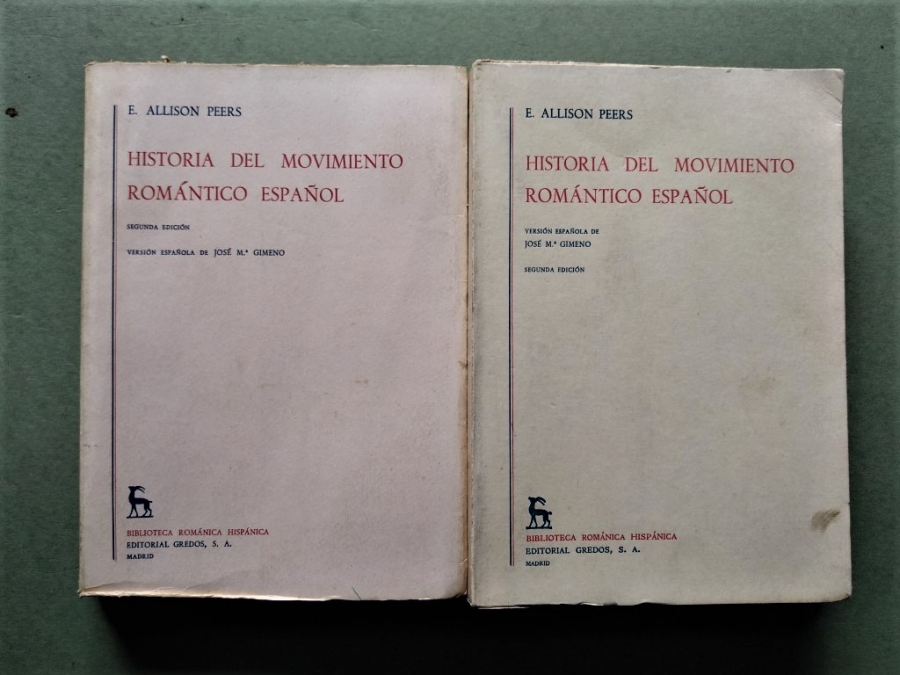 E. ALLISON PEERS
HISTORIA DEL MOVIMIENTO
ROMÁNTICO ESPAÑOL
SEGUNDA EDICIÓN
VERSIÓN ESPAÑOLA DE JOSÉ M.ª GIMENO
BIBLIOTECA ROMÁNICA HISPÁNICA
EDITORIAL GREDOS, S. A.
MADRID
E. ALLISON PEERS
HISTORIA DEL MOVIMIENTO
ROMÁNTICO ESPAÑOL
VERSIÓN ESPAÑOLA DE
JOSÉ M.ª GIMENO
SEGUNDA EDICIÓN
BIBLIOTECA ROMÁNICA HISPÁNICA
EDITORIAL GREDOS, S. A.
MADRID